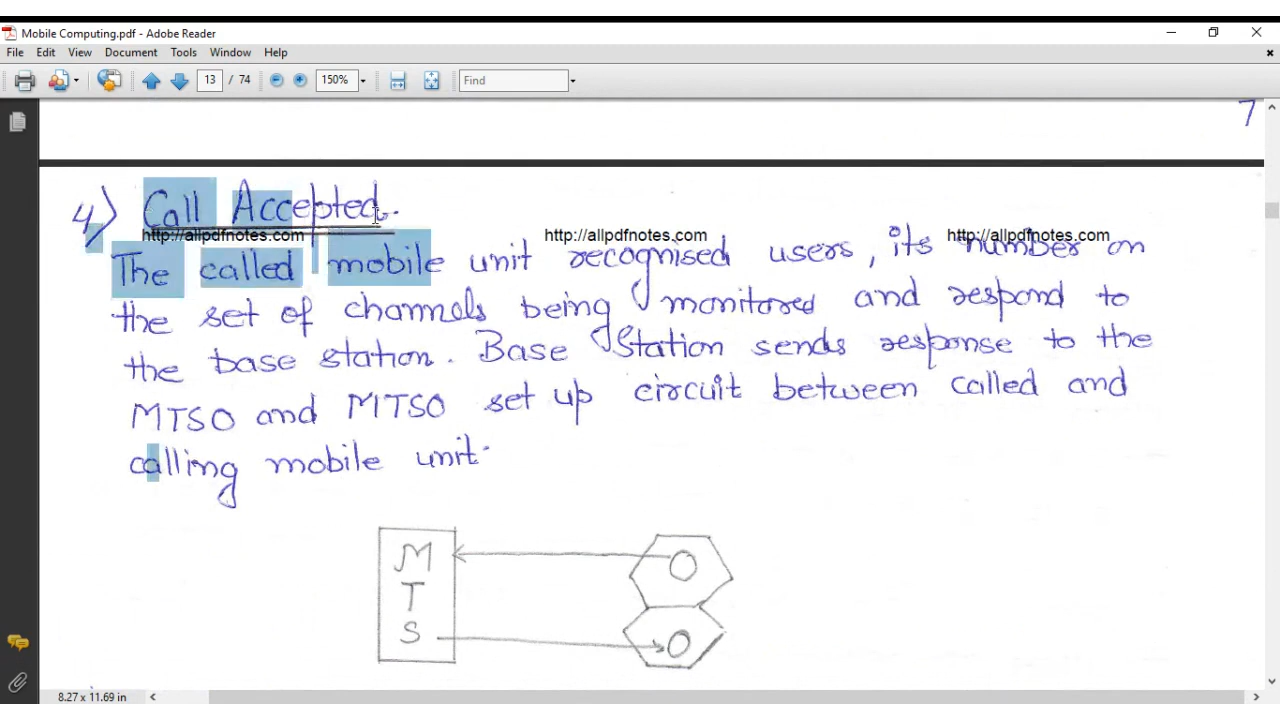 Mobile Computing.pdf - Adobe Reader
File Edit View Document Tools Window Help
13 / 74 150% Find
7
4) Call Accepted.
http://allpdfnotes.com http://allpdfnotes.com http://allpdfnotes.com
The called mobile unit recognised users, its number on
the set of channels being monitored and respond to
the base station. Base Station sends response to the
MTSO and MTSO set up circuit between called and
calling mobile unit.
M
T
S
8.27 x 11.69 in